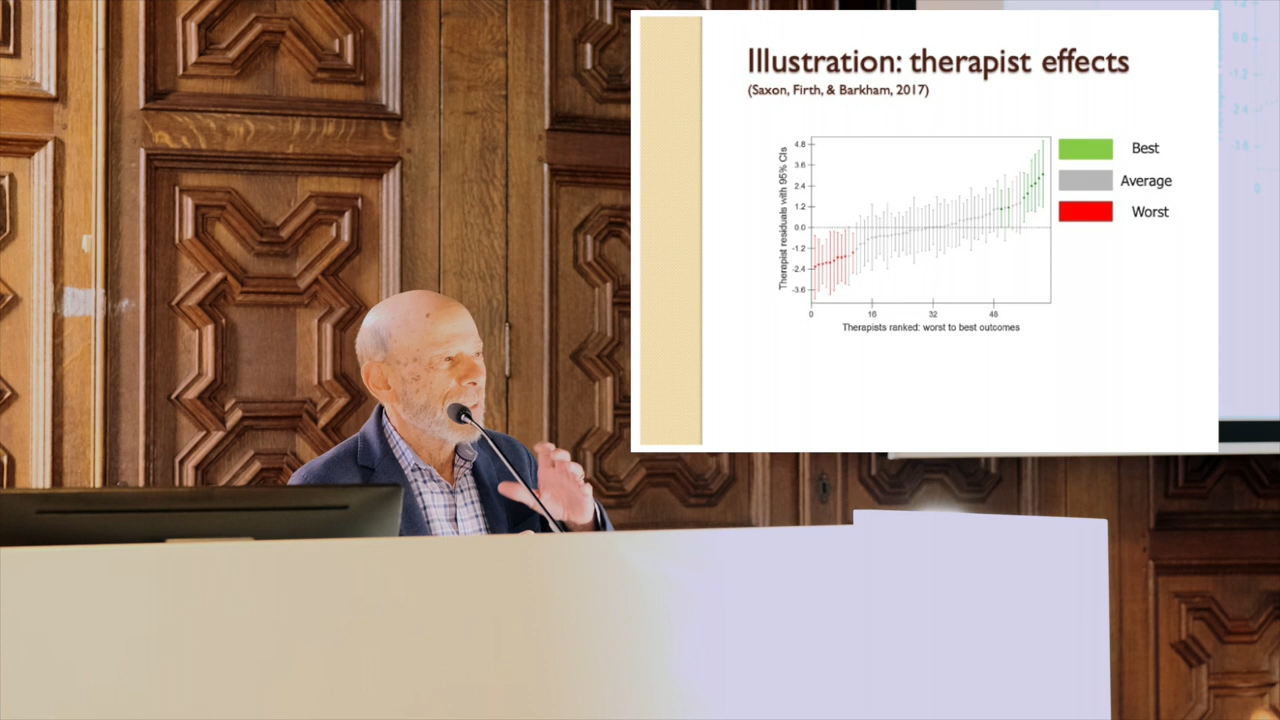 Illustration: therapist effects
(Saxon, Firth, & Barkham, 2017)
Therapist residuals with 95% CIs
4.8
3.6
2.4
1.2
0.0
-1.2
-2.4
-3.6
0
16
32
48
Therapists ranked: worst to best outcomes
Best
Average
Worst